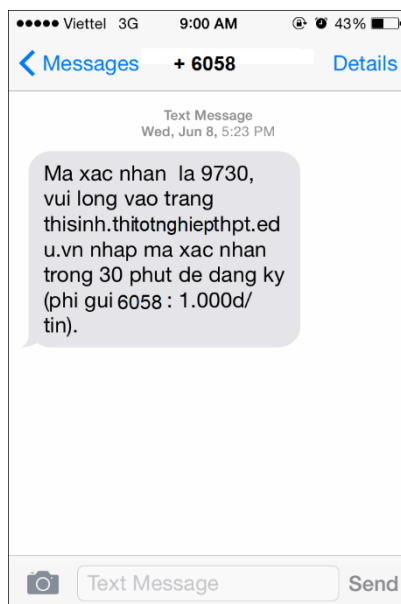 Viettel 3G 9:00 AM 43%
Messages + 6058 Details
Text Message
Wed, Jun 8, 5:23 PM
Ma xac nhan la 9730,
vui long vao trang
thisinh.thitotnghiepthpt.ed
u.vn nhap ma xac nhan
trong 30 phut de dang ky
(phi gui 6058 : 1.000d/
tin).
Text Message Send